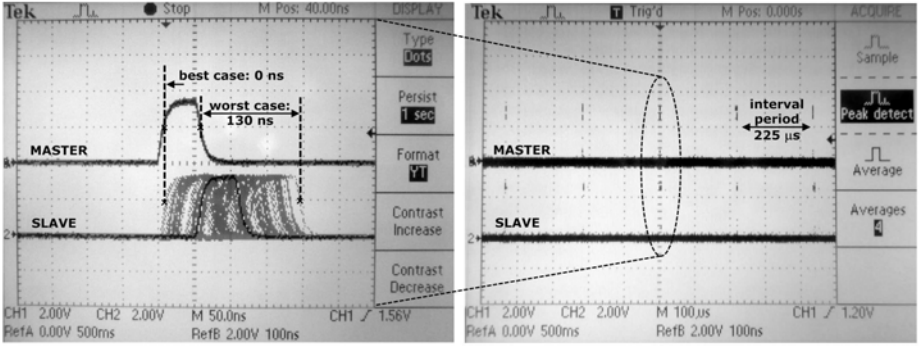 Tek Stop M Pos: 40.00ns DISPLAY
Type
Dots
Persist
1 sec
Format
YT
Contrast
Increase
Contrast
Decrease
best case: 0 ns
worst case:
130 ns
MASTER
SLAVE
2
CH1 2.00V CH2 2.00V M 50.0ns CH1 1.56V
RefA 0.00V 500ms RefB 2.00V 100ns
Tek T Trig'd M Pos: 0.000s ACQUIRE
Sample
Peak detect
Average
Averages
4
interval
period
225 µs
MASTER
SLAVE
2
CH1 2.00V CH2 2.00V M 100µs CH1 1.20V
RefA 0.00V 500ms RefB 2.00V 100ns